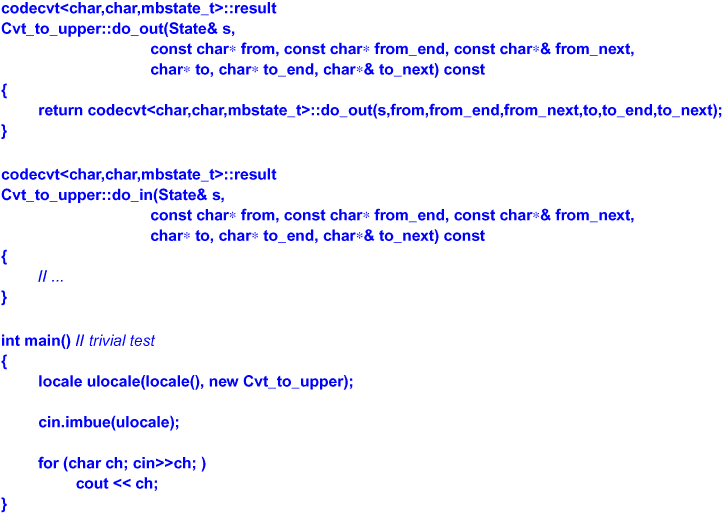 codecvt<char,char,mbstate_t>::result
Cvt_to_upper::do_out(State& s,
const char∗ from, const char∗ from_end, const char∗& from_next,
char∗ to, char∗ to_end, char∗& to_next) const
{
return codecvt<char,char,mbstate_t>::do_out(s,from,from_end,from_next,to,to_end,to_next);
}
codecvt<char,char,mbstate_t>::result
Cvt_to_upper::do_in(State& s,
const char∗ from, const char∗ from_end, const char∗& from_next,
char∗ to, char∗ to_end, char∗& to_next) const
{
// ...
}
int main() // trivial test
{
locale ulocale(locale(), new Cvt_to_upper);
cin.imbue(ulocale);
for (char ch; cin>>ch; )
cout << ch;
}